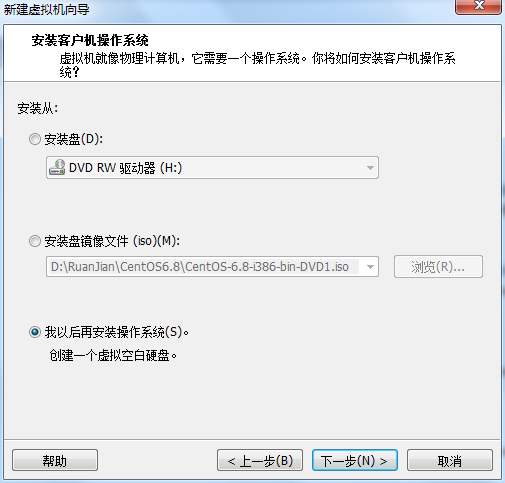 新建虚拟机向导
安装客户机操作系统
虚拟机就像物理计算机，它需要一个操作系统。你将如何安装客户机操作系
统？
安装从:
安装盘(D):
DVD RW 驱动器 (H:)
安装盘镜像文件 (iso)(M):
D:\RuanJian\CentOS6.8\CentOS-6.8-i386-bin-DVD1.iso
浏览(R)...
我以后再安装操作系统(S)。
创建一个虚拟空白硬盘。
帮助
< 上一步(B)
下一步(N) >
取消